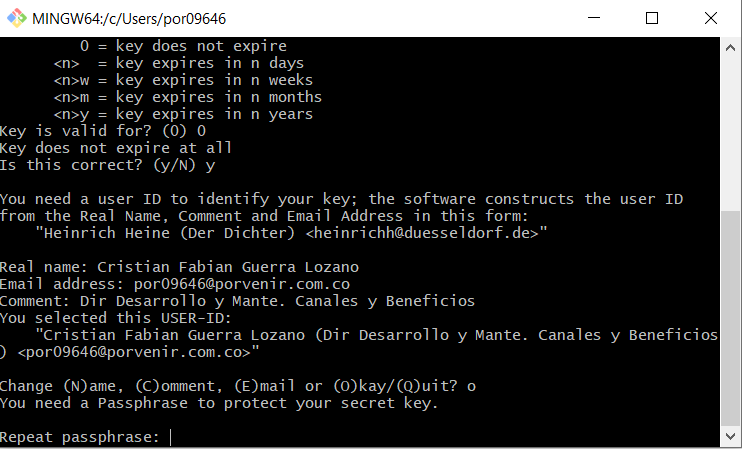 MINGW64:/c/Users/por09646
0 = key does not expire
<n>  = key expires in n days
<n>w = key expires in n weeks
<n>m = key expires in n months
<n>y = key expires in n years
Key is valid for? (0) 0
Key does not expire at all
Is this correct? (y/N) y
You need a user ID to identify your key; the software constructs the user ID
from the Real Name, Comment and Email Address in this form:
"Heinrich Heine (Der Dichter) <heinrichh@duesseldorf.de>"
Real name: Cristian Fabian Guerra Lozano
Email address: por09646@porvenir.com.co
Comment: Dir Desarrollo y Mante. Canales y Beneficios
You selected this USER-ID:
"Cristian Fabian Guerra Lozano (Dir Desarrollo y Mante. Canales y Beneficios
) <por09646@porvenir.com.co>"
Change (N)ame, (C)omment, (E)mail or (O)kay/(Q)uit? o
You need a Passphrase to protect your secret key.
Repeat passphrase: